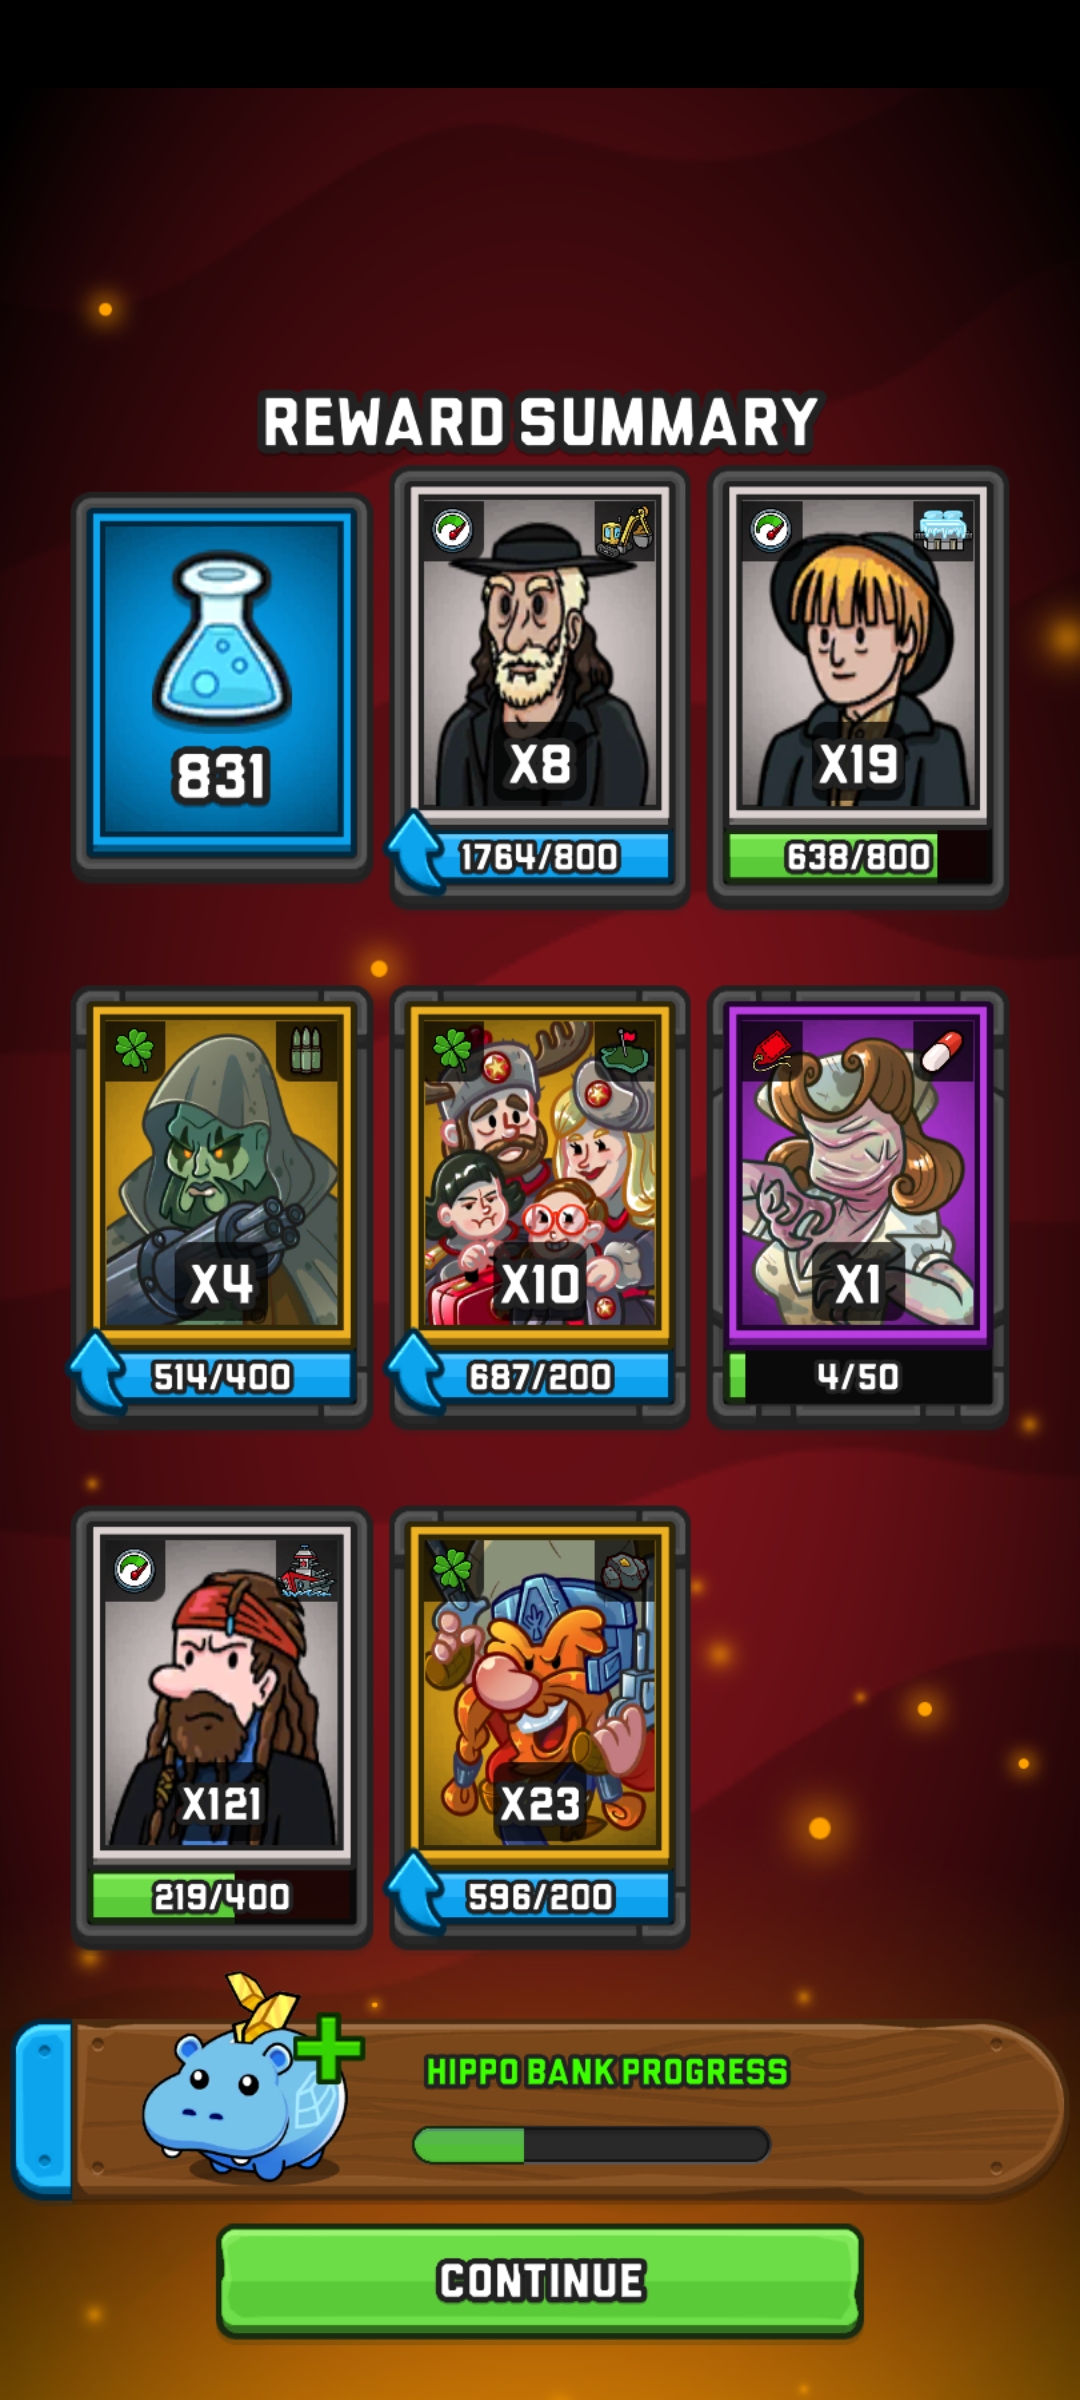 REWARD SUMMARY
831
X8
1764/800
X19
638/800
X4
514/400
X10
687/200
X1
4/50
X121
219/400
X23
596/200
HIPPO BANK PROGRESS
CONTINUE